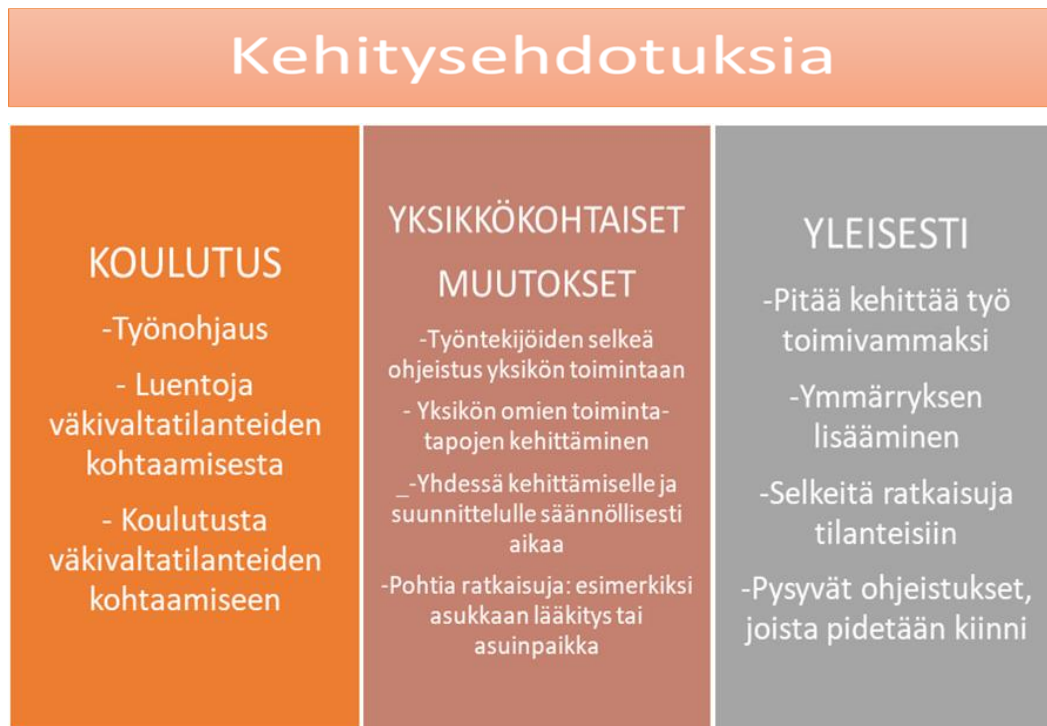 Kehitysehdotuksia
KOULUTUS
-Työnohjaus
- Luentoja
väkivaltatilanteiden
kohtaamisesta
- Koulutusta
väkivaltatilanteiden
kohtaamiseen
YKSIKKÖKOHTAISET
MUUTOKSET
-Työntekijöiden selkeä
ohjeistus yksikön toimintaan
- Yksikön omien toiminta-
tapojen kehittäminen
_-Yhdessä kehittämiselle ja
suunnittelulle säännöllisesti
aikaa
-Pohtia ratkaisuja: esimerkiksi
asukkaan lääkitys tai
asuinpaikka
YLEISESTI
-Pitää kehittää työ
toimivammaksi
-Ymmärryksen
lisääminen
-Selkeitä ratkaisuja
tilanteisiin
-Pysyvät ohjeistukset,
joista pidetään kiinni